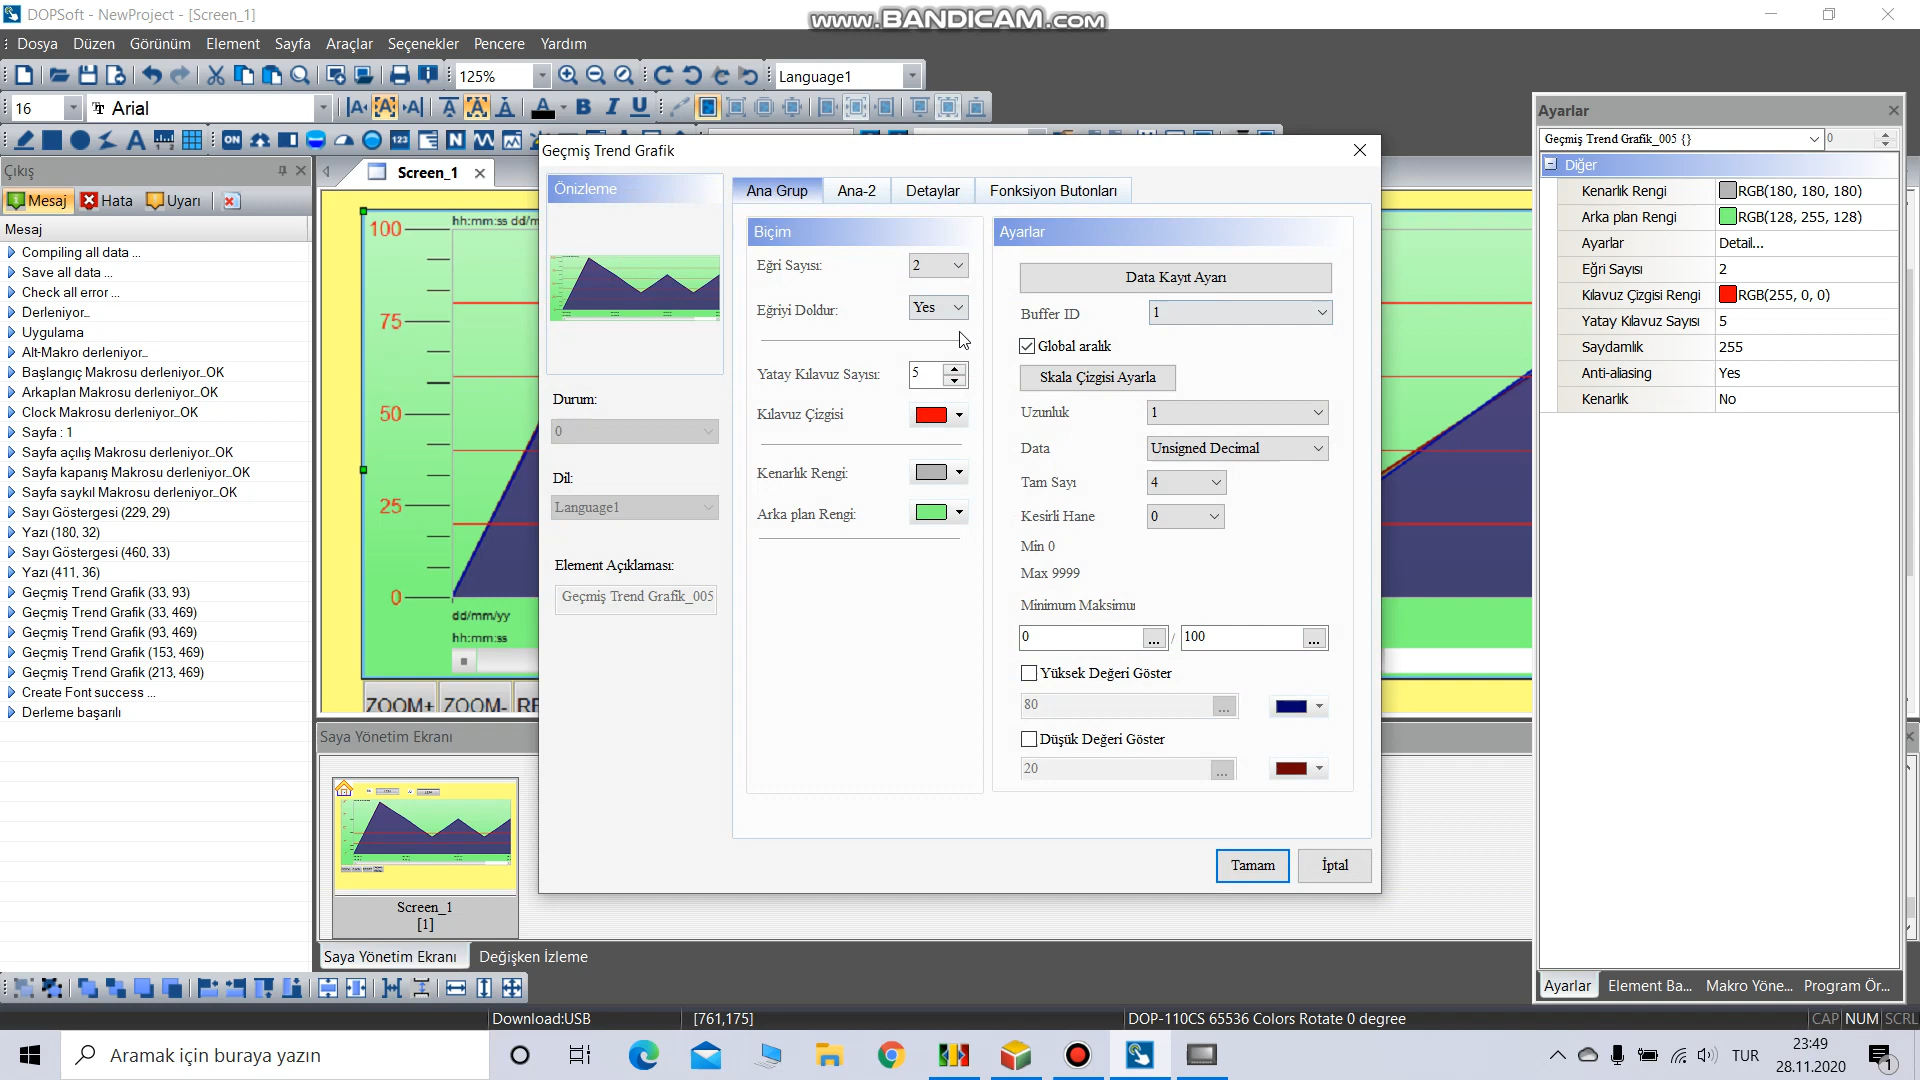 DOPSoft - NewProject - [Screen_1]
www.BANDICAM.com
Dosya Düzen Görünüm Element Sayfa Araçlar Seçenekler Pencere Yardım
125%
Language1
16
Arial
Çıkış
Mesaj Hata Uyarı
Mesaj
Compiling all data ...
Save all data ...
Check all error ...
Derleniyor...
Uygulama
Alt-Makro derleniyor...
Başlangıç Makrosu derleniyor...OK
Arkaplan Makrosu derleniyor...OK
Clock Makrosu derleniyor...OK
Sayfa : 1
Sayfa açılış Makrosu derleniyor...OK
Sayfa kapanış Makrosu derleniyor...OK
Sayfa saykıl Makrosu derleniyor...OK
Sayı Göstergesi (229, 29)
Yazı (180, 32)
Sayı Göstergesi (460, 33)
Yazı (411, 36)
Geçmiş Trend Grafik (33, 93)
Geçmiş Trend Grafik (33, 469)
Geçmiş Trend Grafik (93, 469)
Geçmiş Trend Grafik (153, 469)
Geçmiş Trend Grafik (213, 469)
Create Font success ...
Derleme başarılı
Screen_1
hh:mm:ss dd/m
100
75
50
25
0
dd/mm/yy
hh:mm:ss
ZOOM+ ZOOM- RE
Saya Yönetim Ekranı
Screen_1
[1]
Saya Yönetim Ekranı Değişken İzleme
Geçmiş Trend Grafik
Önizleme
Durum:
0
Dil:
Language1
Element Açıklaması:
Geçmiş Trend Grafik_005
Ana Grup Ana-2 Detaylar Fonksiyon Butonları
Biçim
Eğri Sayısı: 2
Eğriyi Doldur: Yes
Yatay Kılavuz Sayısı: 5
Kılavuz Çizgisi
Kenarlık Rengi:
Arka plan Rengi:
Ayarlar
Data Kayıt Ayarı
Buffer ID 1
Global aralık
Skala Çizgisi Ayarla
Uzunluk 1
Data Unsigned Decimal
Tam Sayı 4
Kesirli Hane 0
Min 0
Max 9999
Minimum Maksimur
0 ... / 100 ...
Yüksek Değeri Göster
80 ...
Düşük Değeri Göster
20 ...
Tamam İptal
Ayarlar
Geçmiş Trend Grafik_005 {} 0
Diğer
Kenarlık Rengi RGB(180, 180, 180)
Arka plan Rengi RGB(128, 255, 128)
Ayarlar Detail...
Eğri Sayısı 2
Kılavuz Çizgisi Rengi RGB(255, 0, 0)
Yatay Kılavuz Sayısı 5
Saydamlık 255
Anti-aliasing Yes
Kenarlık No
Ayarlar Element Ba... Makro Yöne... Program Ör...
Download:USB [761,175] DOP-110CS 65536 Colors Rotate 0 degree CAP NUM SCRL
Aramak için buraya yazın
TUR
23:49
28.11.2020
1